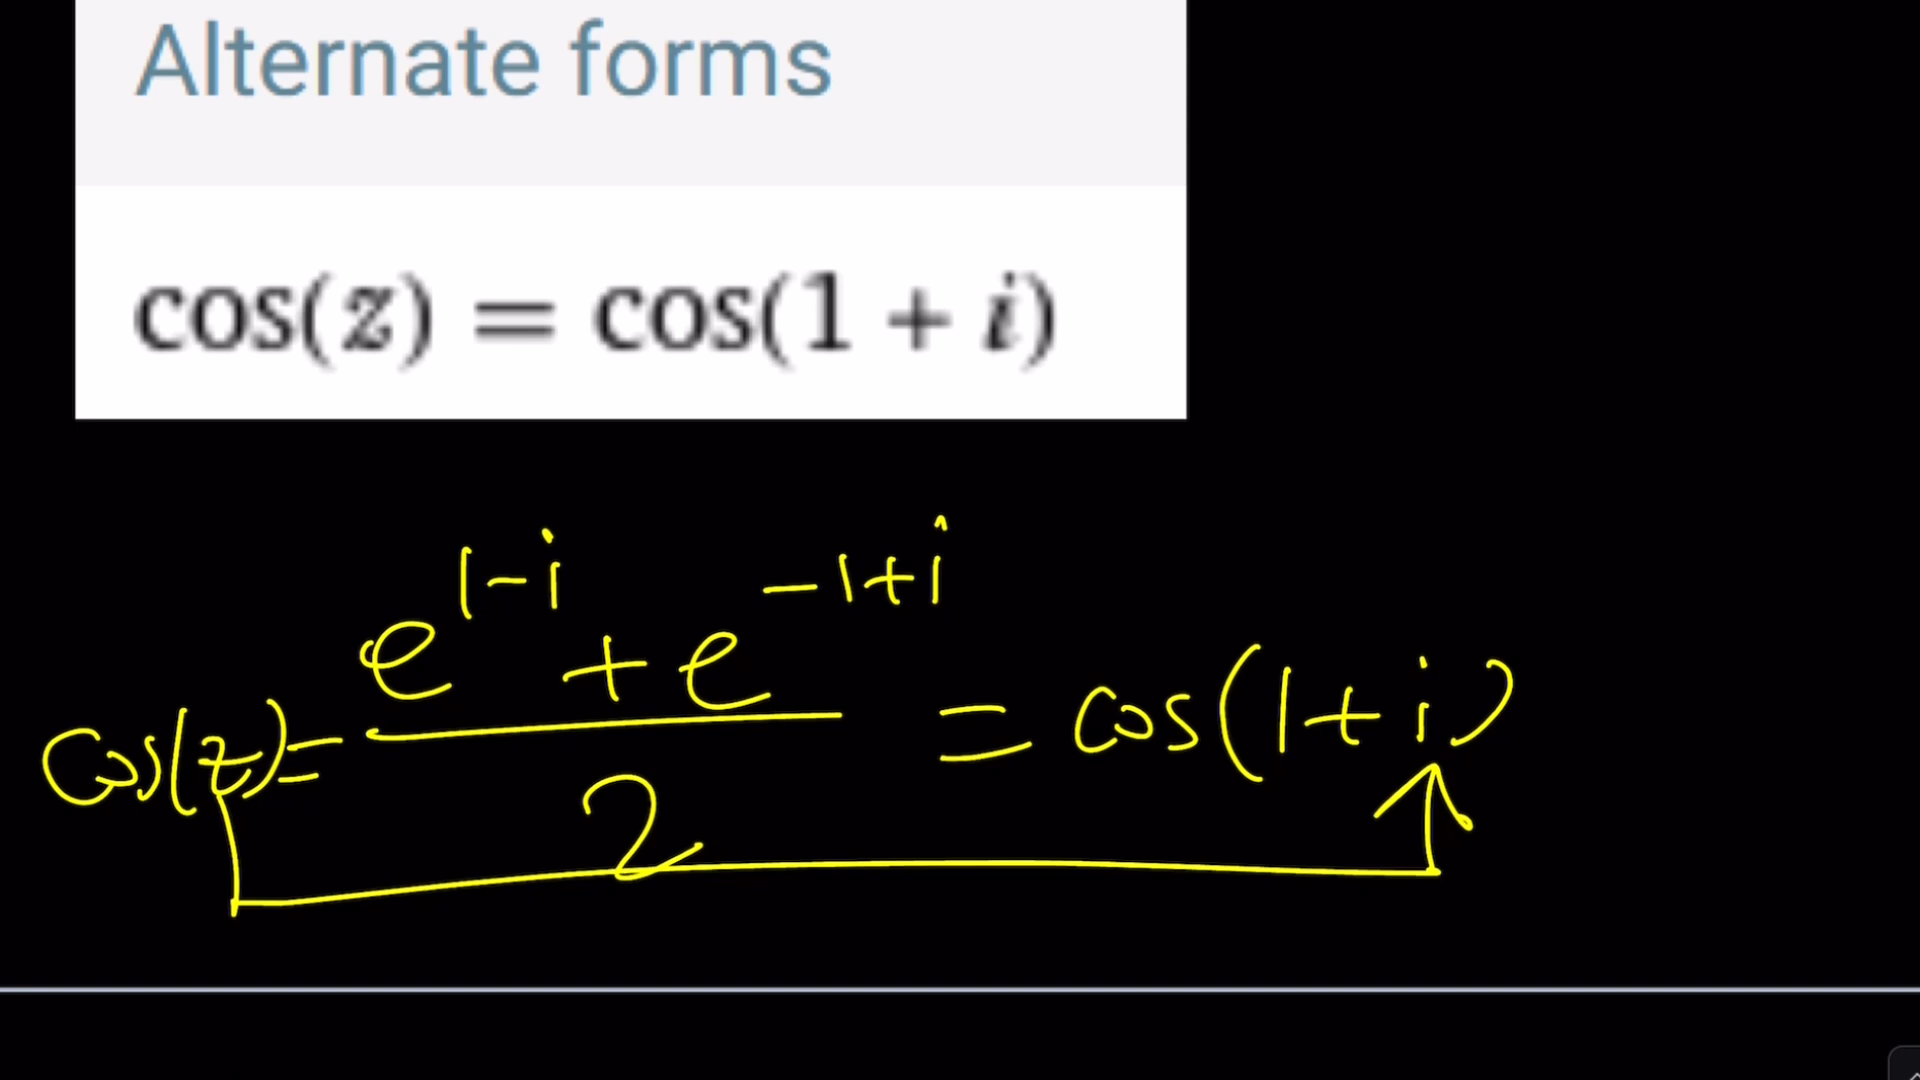 Alternate forms
cos(z) = cos(1 + i)
cos(z) = (e^(1-i) + e^(-1+i))/2 = cos(1+i)